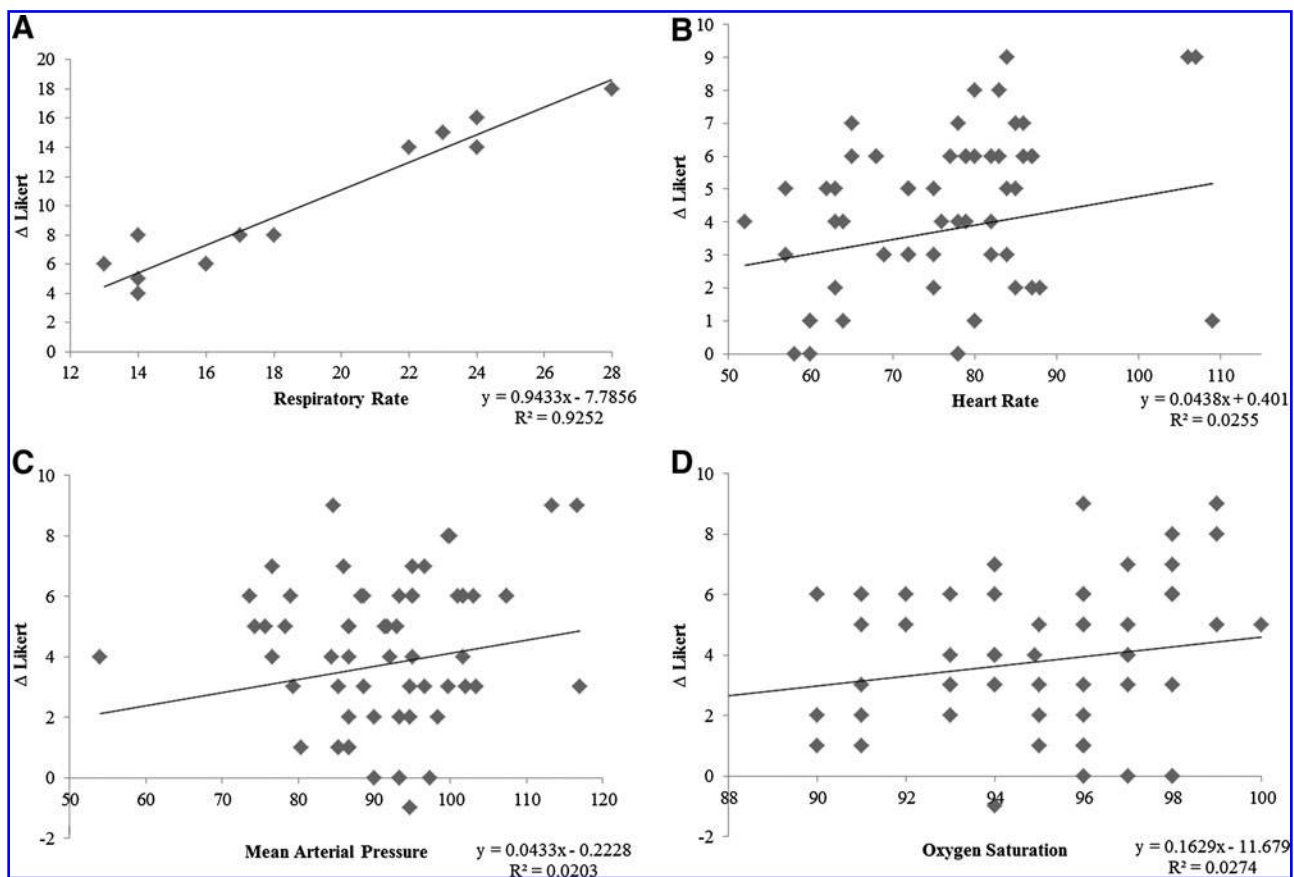 A
Δ Likert
20
18
16
14
12
10
8
6
4
2
0
12 14 16 18 20 22 24 26 28
Respiratory Rate
y = 0.9433x - 7.7856
R² = 0.9252
B
Δ Likert
9
8
7
6
5
4
3
2
1
0
50 60 70 80 90 100 110
Heart Rate
y = 0.0438x + 0.401
R² = 0.0255
C
Δ Likert
10
8
6
4
2
0
-2
50 60 70 80 90 100 110 120
Mean Arterial Pressure
y = 0.0433x - 0.2228
R² = 0.0203
D
Δ Likert
10
8
6
4
2
0
-2
88 90 92 94 96 98 100
Oxygen Saturation
y = 0.1629x - 11.679
R² = 0.0274